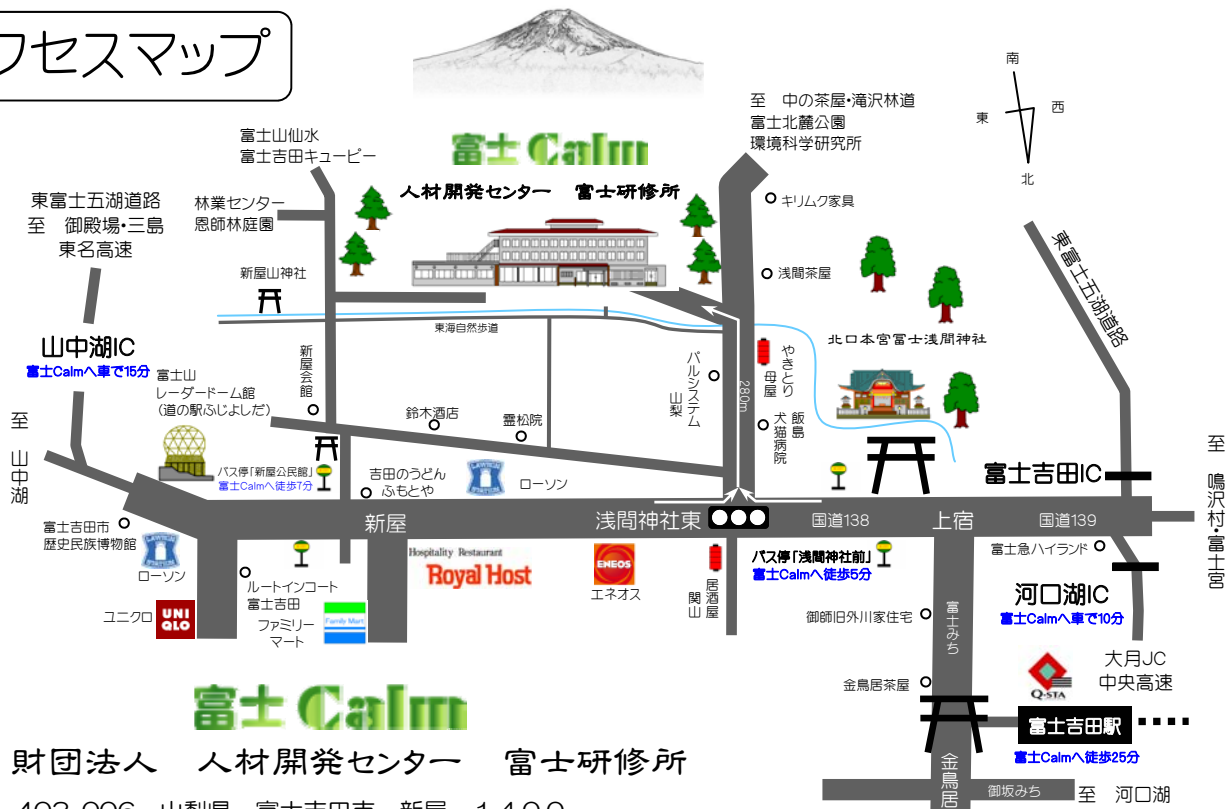 クセスマップ
南
東
西
北
至 中の茶屋・滝沢林道
富士北麓公園
環境科学研究所
富士山仙水
富士吉田キューピー
富士 Calm
人材開発センター 富士研修所
林業センター
恩師林庭園
東富士五湖道路
至 御殿場・三島
東名高速
キリムク家具
新屋山神社
浅間茶屋
東富士五湖道路
東海自然歩道
北口本宮富士浅間神社
山中湖IC
富士Calmへ車で15分
新屋会館
パルシステム
山梨
280m
やきとり
母屋
富士山
レーダードーム館
(道の駅ふじよしだ)
鈴木酒店
霊松院
飯島
犬猫病院
至 山中湖
バス停「新屋公民館」
富士Calmへ徒歩7分
吉田のうどん
ふもとや
LAWSON
STATION
ローソン
富士吉田IC
至 鳴沢村・富士宮
新屋
浅間神社東
国道138
上宿
国道139
富士吉田市
歴史民族博物館
LAWSON
STATION
ローソン
Hospitality Restaurant
Royal Host
ENEOS
エネオス
居酒屋
関山
バス停「浅間神社前」
富士Calmへ徒歩5分
富士急ハイランド
ルートインコート
富士吉田
河口湖IC
富士Calmへ車で10分
ユニクロ
UNI
QLO
ファミリー
マート
Family Mart
御師旧外川家住宅
富士みち
金鳥居茶屋
Q-STA
大月JC
中央高速
富士吉田駅
富士Calmへ徒歩25分
富士 Calm
財団法人 人材開発センター 富士研修所
金鳥居
御坂みち
至 河口湖